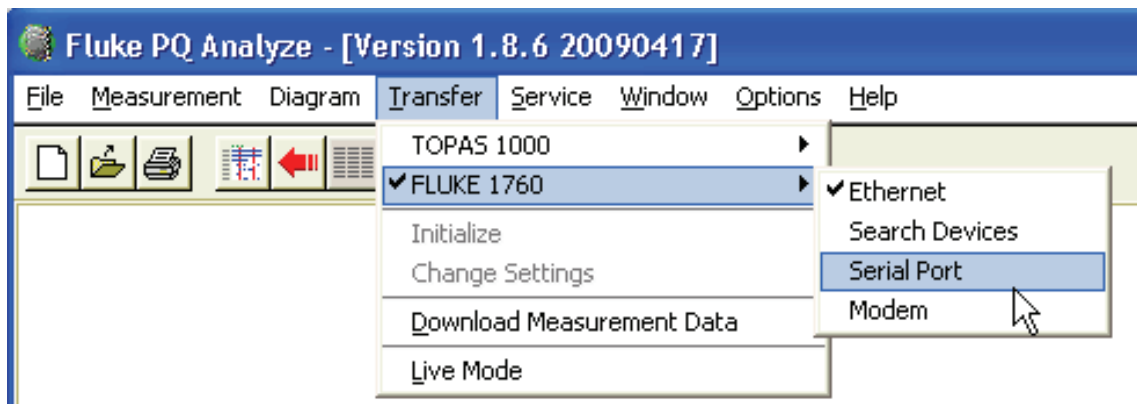 Fluke PQ Analyze - [Version 1.8.6 20090417]
File Measurement Diagram Transfer Service Window Options Help
TOPAS 1000
FLUKE 1760
Initialize
Change Settings
Download Measurement Data
Live Mode
Ethernet
Search Devices
Serial Port
Modem